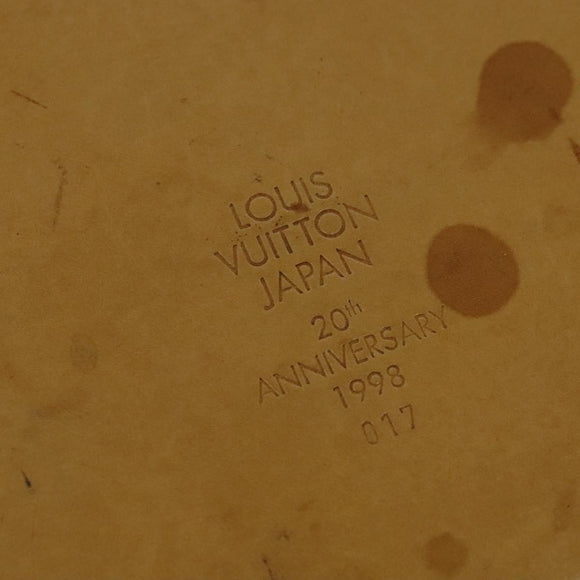 LOUIS
VUITTON
JAPAN
20th
ANNIVERSARY
1998
017